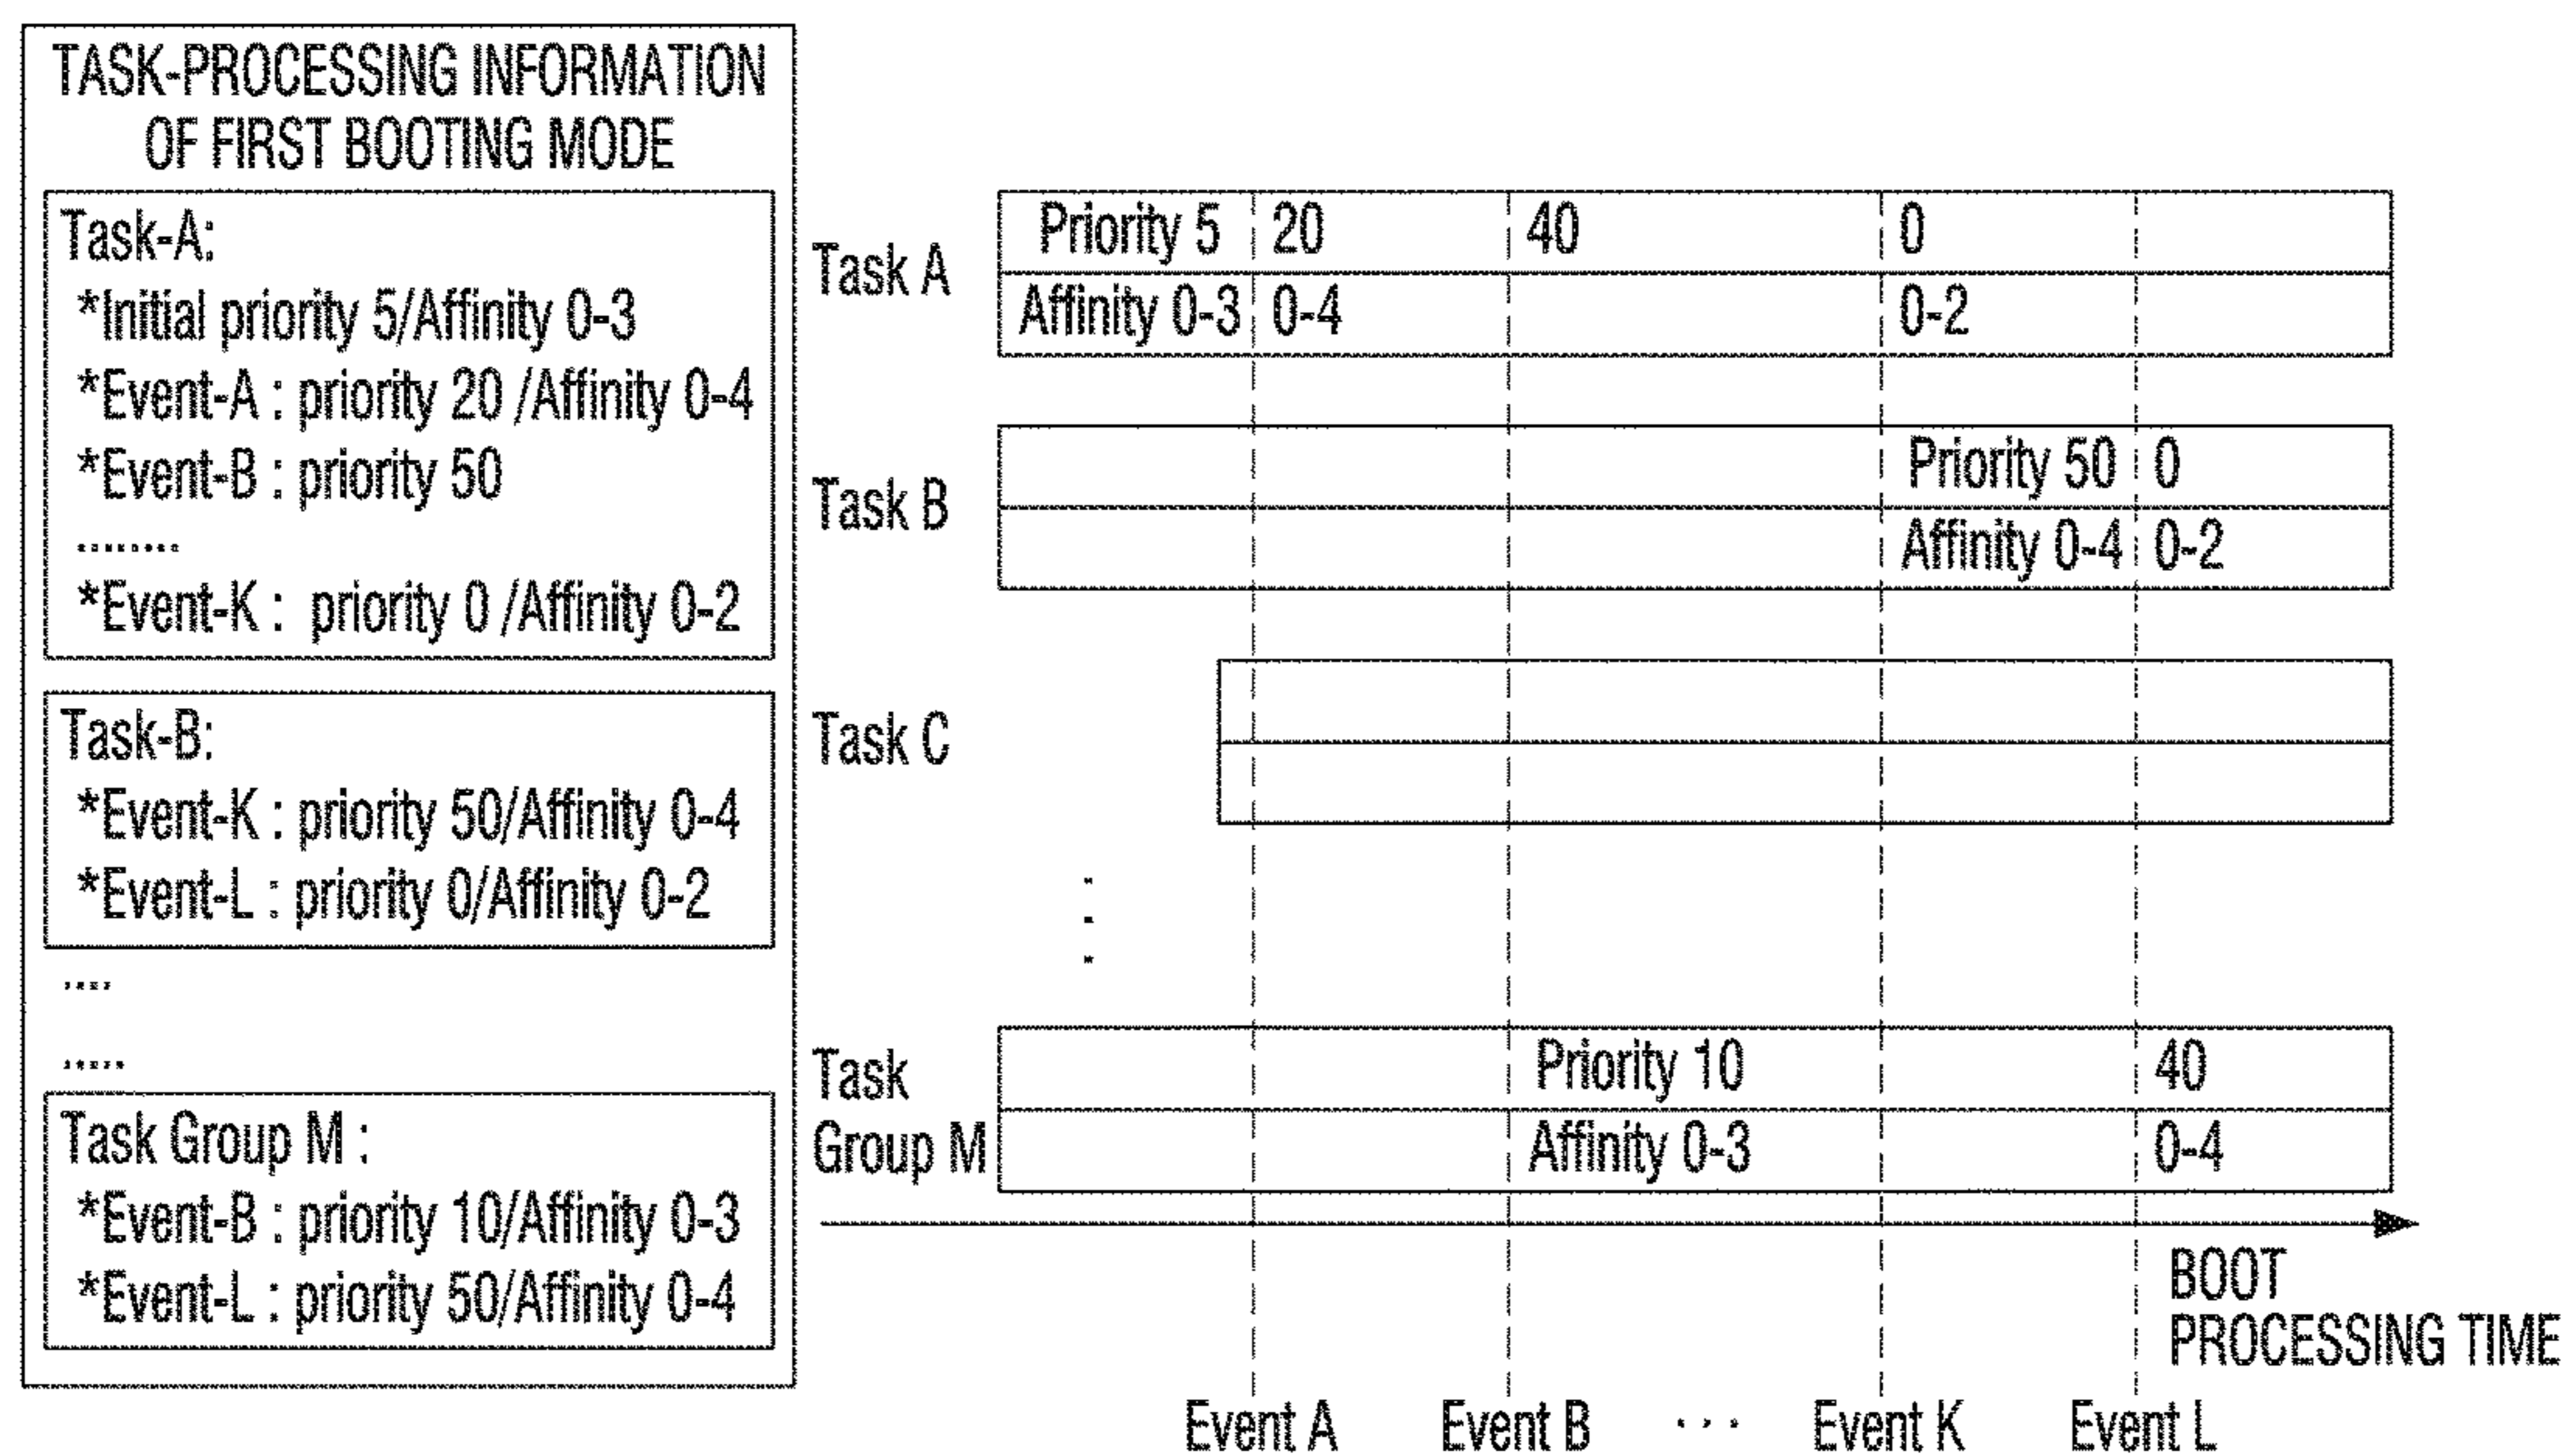 TASK-PROCESSING INFORMATION
OF FIRST BOOTING MODE
Task-A:
*Initial priority 5/Affinity 0-3
*Event-A : priority 20 /Affinity 0-4
*Event-B : priority 50
........
*Event-K : priority 0 /Affinity 0-2
Task-B:
*Event-K : priority 50/Affinity 0-4
*Event-L : priority 0/Affinity 0-2
....
.....
Task Group M :
*Event-B : priority 10/Affinity 0-3
*Event-L : priority 50/Affinity 0-4
Task A
Priority 5 20 40 0
Affinity 0-3 0-4 0-2
Task B
Priority 50 0
Affinity 0-4 0-2
Task C
Task
Group M
Priority 10 40
Affinity 0-3 0-4
BOOT
PROCESSING TIME
Event A Event B ... Event K Event L